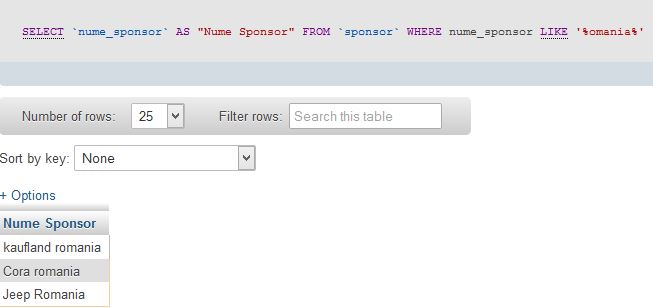 SELECT `nume_sponsor` AS "Nume Sponsor" FROM `sponsor` WHERE nume_sponsor LIKE '%omania%'
Number of rows: 25 Filter rows: Search this table
Sort by key: None
+ Options
Nume Sponsor
kaufland romania
Cora romania
Jeep Romania